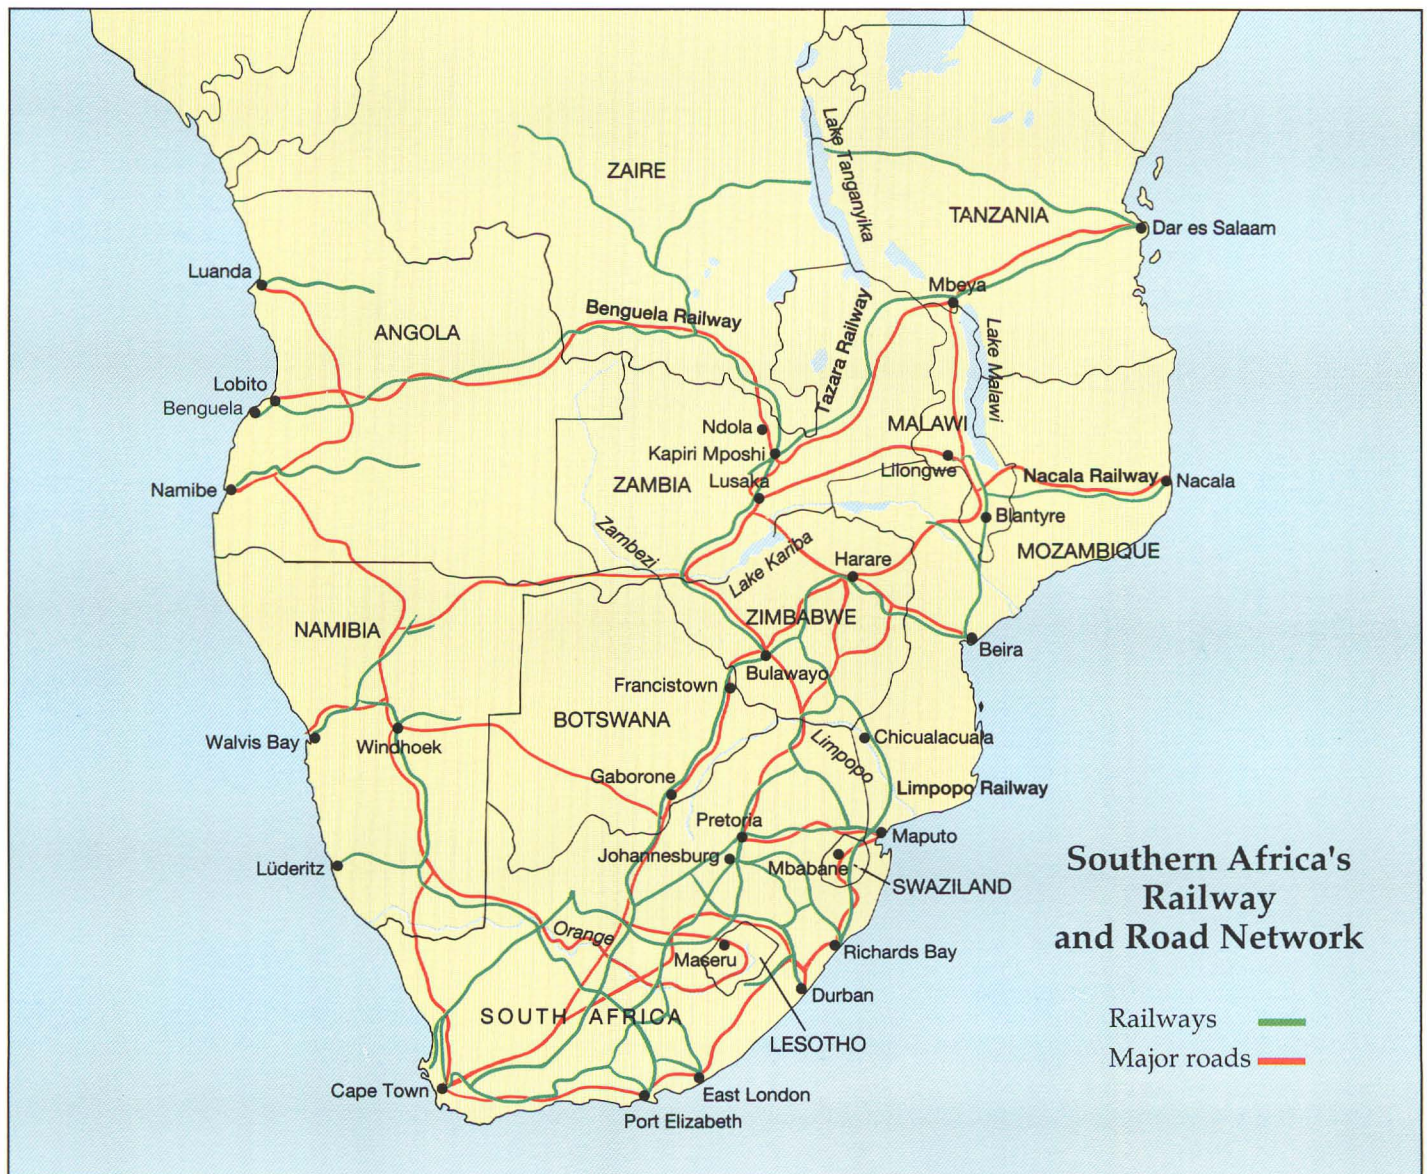 ZAIRE
Lake Tanganyika
TANZANIA
Dar es Salaam
Luanda
Mbeya
ANGOLA
Benguela Railway
Tazara Railway
Lake Malawi
Lobito
Benguela
Ndola
MALAWI
Kapiri Mposhi
Lilongwe
ZAMBIA
Lusaka
Nacala Railway
Nacala
Namibe
Blantyre
Zambezi
Lake Kariba
Harare
MOZAMBIQUE
NAMIBIA
ZIMBABWE
Beira
Bulawayo
Francistown
BOTSWANA
Walvis Bay
Windhoek
Limpopo
Chicualacuala
Gaborone
Limpopo Railway
Pretoria
Maputo
Johannesburg
Mbabane
Lüderitz
SWAZILAND
Southern Africa's
Railway
and Road Network
Orange
Maseru
Richards Bay
Durban
SOUTH AFRICA
LESOTHO
Railways
Major roads
Cape Town
East London
Port Elizabeth